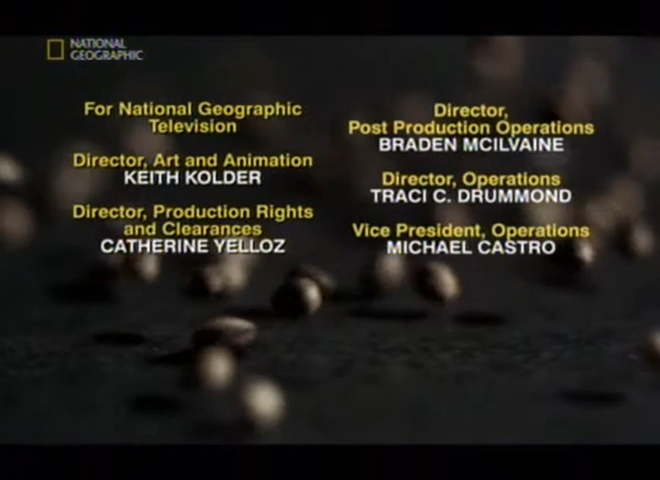 NATIONAL
GEOGRAPHIC
For National Geographic
Television
Director, Art and Animation
KEITH KOLDER
Director, Production Rights
and Clearances
CATHERINE YELLOZ
Director,
Post Production Operations
BRADEN MCILVAINE
Director, Operations
TRACI C. DRUMMOND
Vice President, Operations
MICHAEL CASTRO